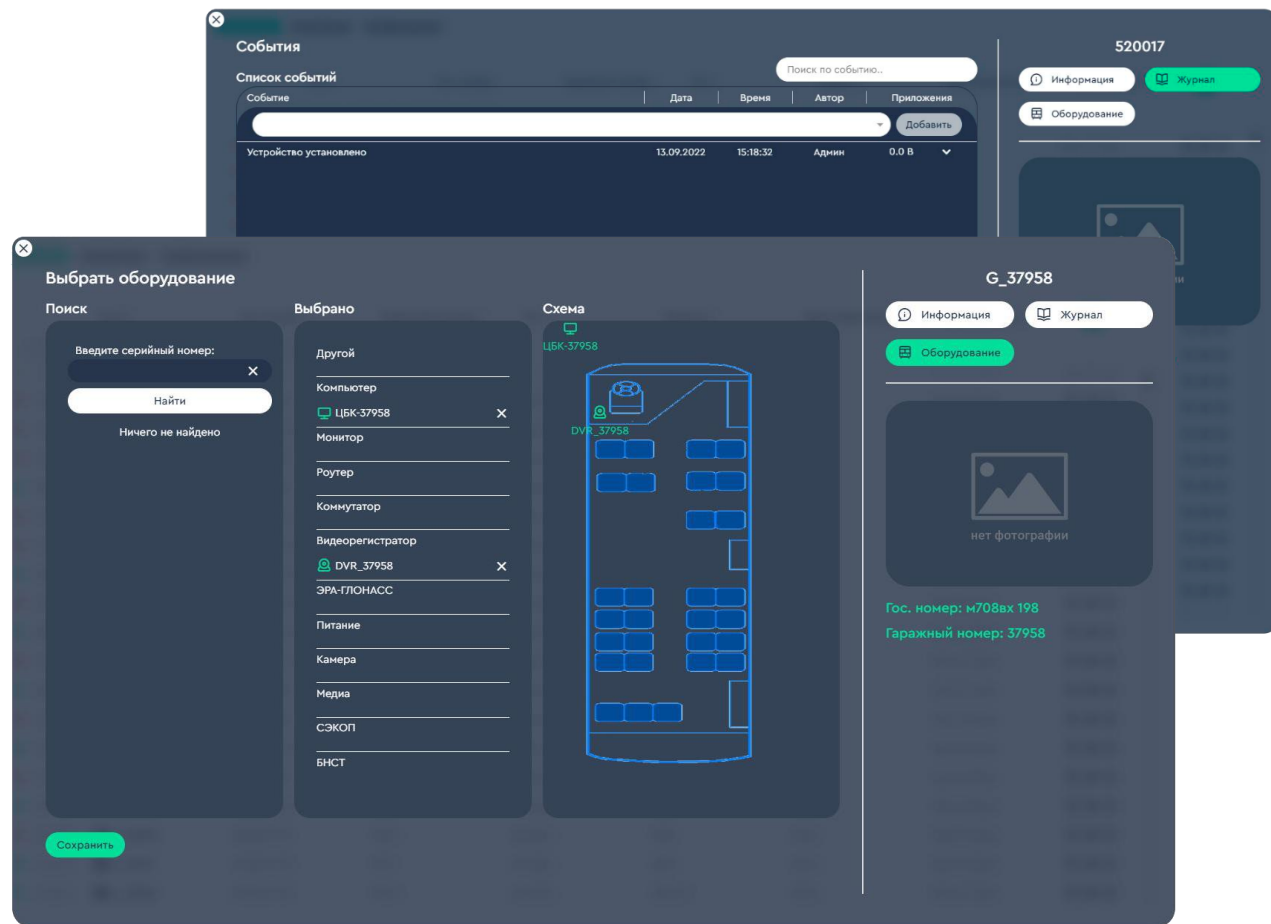 События
Список событий
Поиск по событию...
Событие
Дата
Время
Автор
Приложения
Добавить
Устройство установлено
13.09.2022
15:18:32
Админ
0.0 B
520017
Информация
Журнал
Оборудование
Выбрать оборудование
Поиск
Введите серийный номер:
Найти
Ничего не найдено
Выбрано
Другой
Компьютер
ЦБК-37958
Монитор
Роутер
Коммутатор
Видеорегистратор
DVR_37958
ЭРА-ГЛОНАСС
Питание
Камера
Медиа
СЭКОП
БНСТ
Схема
ЦБК-37958
DVR_37958
G_37958
Информация
Журнал
Оборудование
нет фотографии
Гос. номер: м708вх 198
Гаражный номер: 37958
Сохранить